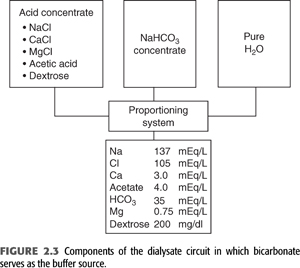 Acid concentrate
• NaCl
• CaCl
• MgCl
• Acetic acid
• Dextrose
NaHCO3
concentrate
Pure
H2O
Proportioning
system
Na 137 mEq/L
Cl 105 mEq/L
Ca 3.0 mEq/L
Acetate 4.0 mEq/L
HCO3 35 mEq/L
Mg 0.75 mEq/L
Dextrose 200 mg/dl
FIGURE 2.3 Components of the dialysate circuit in which bicarbonate
serves as the buffer source.